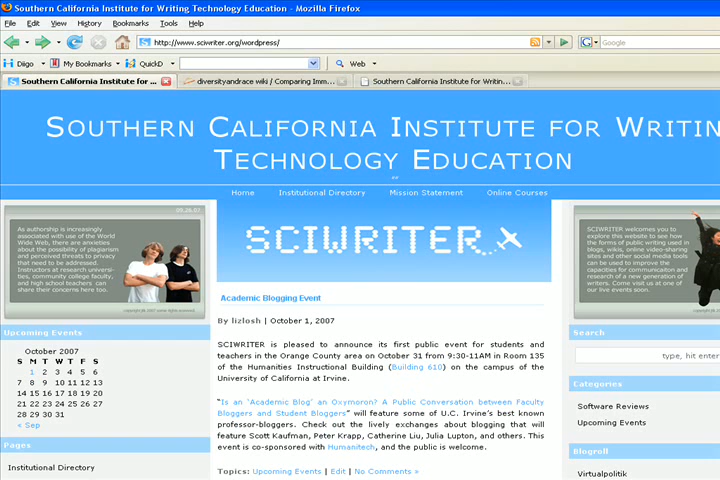 Southern California Institute for Writing Technology Education - Mozilla Firefox
File Edit View History Bookmarks Tools Help
http://www.sciwriter.org/wordpress/
Google
Diigo My Bookmarks QuickD Web
Southern California Institute for ...
diversityandrace wiki / Comparing Imm...
Southern California Institute for Writin...
Southern California Institute for Writin
Technology Education
Home Institutional Directory Mission Statement Online Courses
09.26.07
As authorship is increasingly
associated with use of the World
Wide Web, there are anxieties
about the possibility of plagiarism
and perceived threats to privacy
that need to be addressed.
Instructors at research universi-
ties, community college faculty,
and high school teachers can
share their concerns here too.
copyright ptk 2007 some rights reserved.
SCIWRITER
SCIWRITER welcomes you to
explore this website to see how
the forms of public writing used in
blogs, wikis, online video-sharing
sites and other social media tools
can be used to improve the
capacities for communicaiton and
research of a new generation of
writers. Come visit us at one of
our live events soon.
copyright ptk 2007
Upcoming Events
October 2007
S M T W T F S
1 2 3 4 5 6
7 8 9 10 11 12 13
14 15 16 17 18 19 20
21 22 23 24 25 26 27
28 29 30 31
« Sep
Pages
Institutional Directory
Academic Blogging Event
By lizlosh | October 1, 2007
SCIWRITER is pleased to announce its first public event for students and
teachers in the Orange County area on October 31 from 9:30-11AM in Room 135
of the Humanities Instructional Building (Building 610) on the campus of the
University of California at Irvine.
“Is an ‘Academic Blog’ an Oxymoron? A Public Conversation between Faculty
Bloggers and Student Bloggers” will feature some of U.C. Irvine’s best known
professor-bloggers. Check out the lively exchanges about blogging that will
feature Scott Kaufman, Peter Krapp, Catherine Liu, Julia Lupton, and others. This
event is co-sponsored with Humanitech, and the public is welcome.
Topics: Upcoming Events | Edit | No Comments »
Search
type, hit enter
Categories
Software Reviews
Upcoming Events
Blogroll
Virtualpolitik